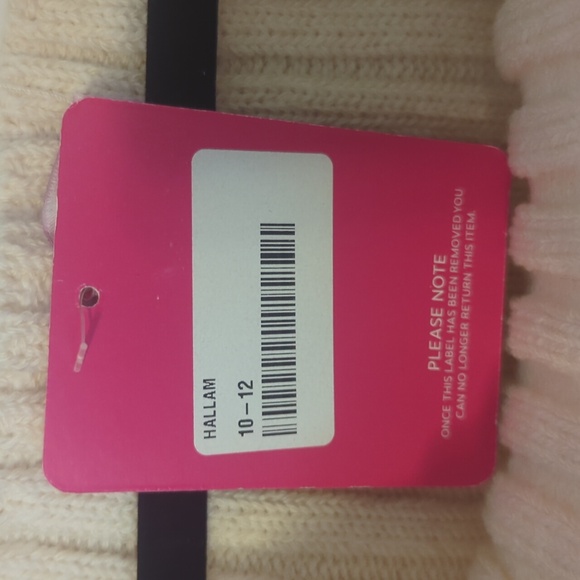 HALLAM
10-12
PLEASE NOTE
ONCE THIS LABEL HAS BEEN REMOVED YOU
CAN NO LONGER RETURN THIS ITEM.